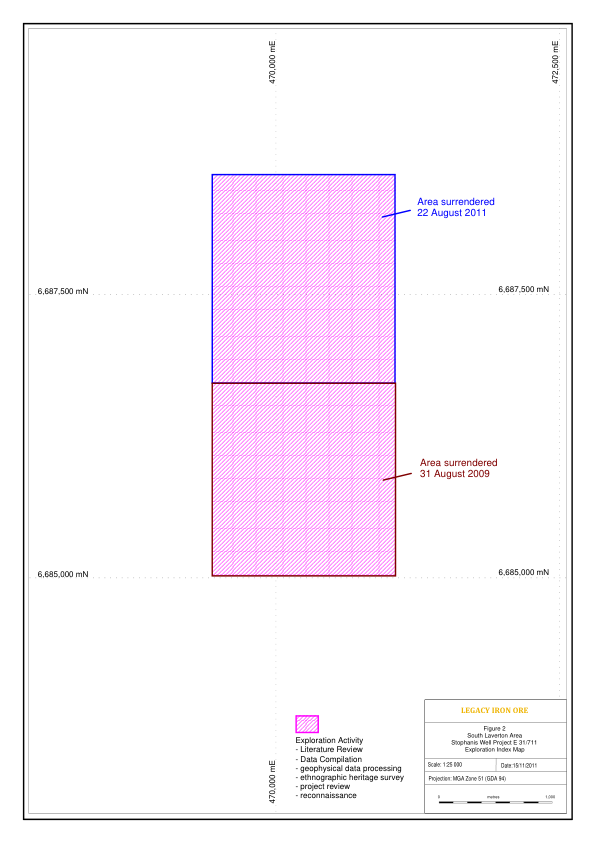 470,000 mE
472,500 mE
Area surrendered
22 August 2011
6,687,500 mN
6,687,500 mN
Area surrendered
31 August 2009
6,685,000 mN
6,685,000 mN
470,000 mE
Exploration Activity
- Literature Review
- Data Compilation
- geophysical data processing
- ethnographic heritage survey
- project review
- reconnaissance
LEGACY IRON ORE
Figure 2
South Laverton Area
Stophanis Well Project E 31/711
Exploration Index Map
Scale: 1:25 000
Date:15/11/2011
Projection: MGA Zone 51 (GDA 94)
0 metres 1,000